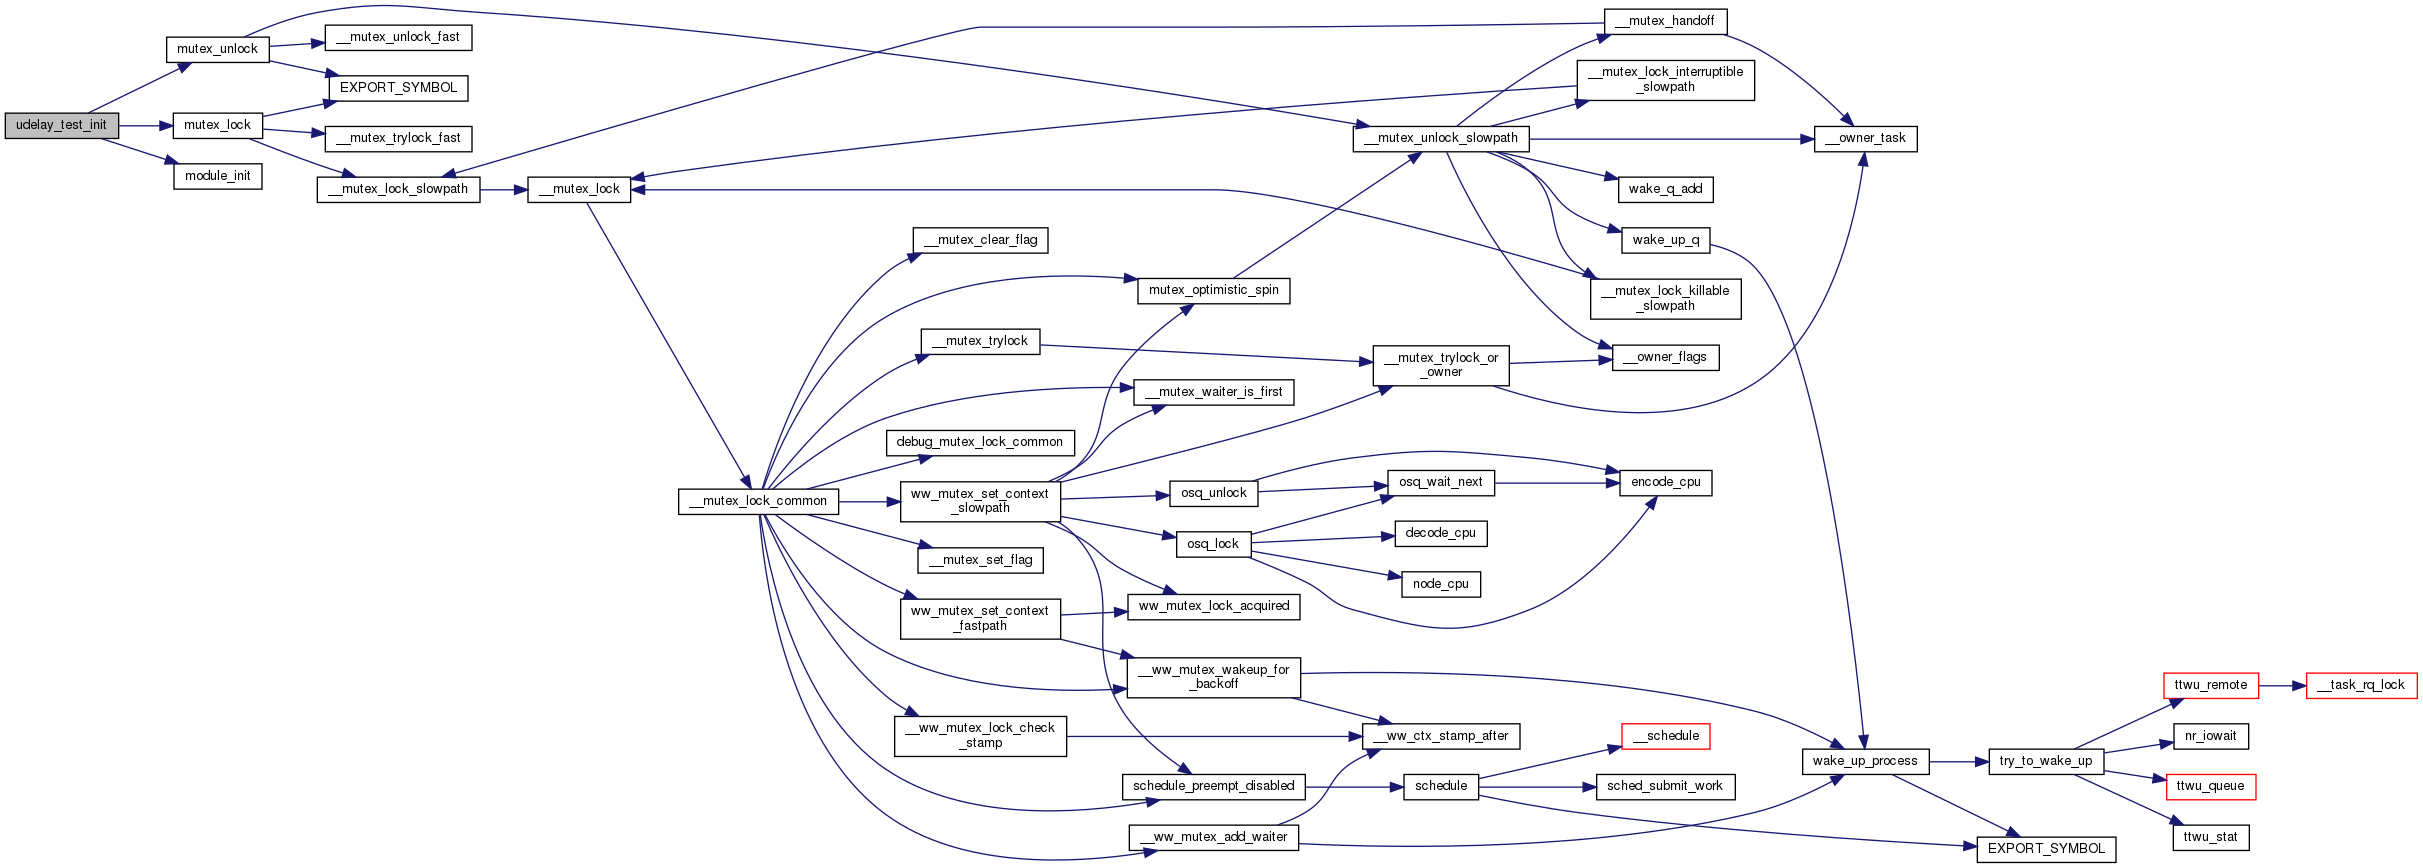 udelay_test_init
mutex_unlock
mutex_lock
module_init
__mutex_unlock_fast
EXPORT_SYMBOL
__mutex_trylock_fast
__mutex_lock_slowpath
__mutex_lock
__mutex_lock_common
__mutex_clear_flag
__mutex_trylock
debug_mutex_lock_common
ww_mutex_set_context
_slowpath
__mutex_set_flag
ww_mutex_set_context
_fastpath
__ww_mutex_lock_check
_stamp
mutex_optimistic_spin
__mutex_waiter_is_first
osq_unlock
osq_lock
ww_mutex_lock_acquired
__ww_mutex_wakeup_for
_backoff
schedule_preempt_disabled
__ww_mutex_add_waiter
__mutex_unlock_slowpath
__mutex_trylock_or
_owner
osq_wait_next
decode_cpu
node_cpu
__ww_ctx_stamp_after
schedule
__mutex_handoff
__mutex_lock_interruptible
_slowpath
wake_q_add
wake_up_q
__mutex_lock_killable
_slowpath
__owner_flags
encode_cpu
__schedule
sched_submit_work
__owner_task
wake_up_process
try_to_wake_up
EXPORT_SYMBOL
ttwu_remote
nr_iowait
ttwu_queue
ttwu_stat
__task_rq_lock